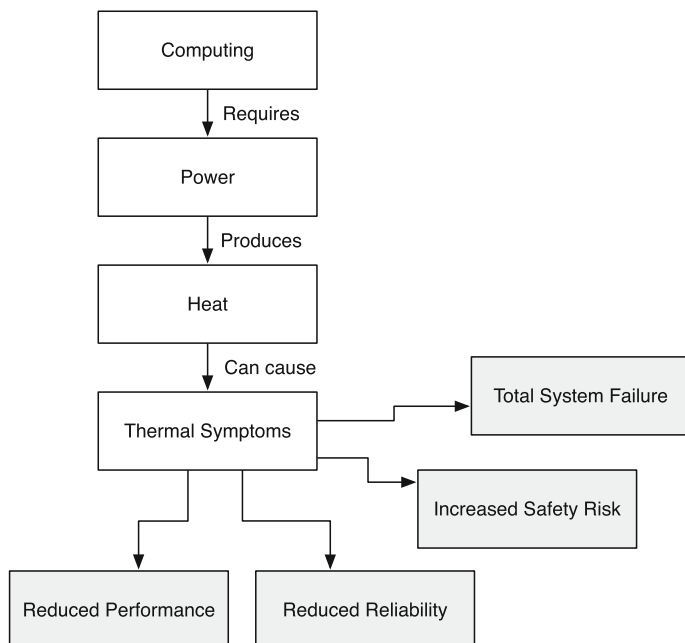 Computing
Requires
Power
Produces
Heat
Can cause
Thermal Symptoms
Total System Failure
Increased Safety Risk
Reduced Performance
Reduced Reliability